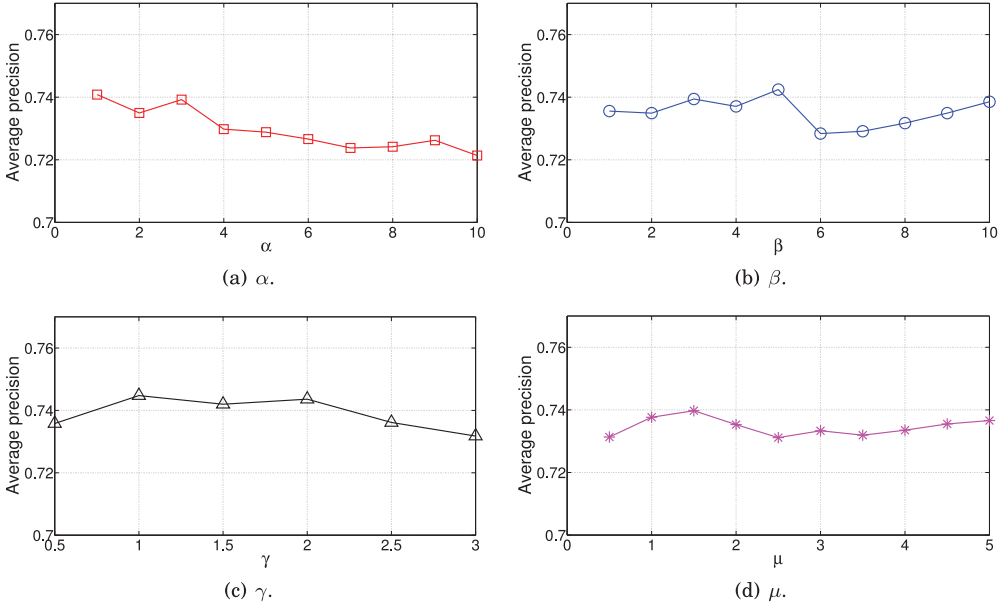 Average precision
0.76
0.74
0.72
0.7
0 2 4 6 8 10
α
(a) α.
Average precision
0.76
0.74
0.72
0.7
0 2 4 6 8 10
β
(b) β.
Average precision
0.76
0.74
0.72
0.7
0.5 1 1.5 2 2.5 3
γ
(c) γ.
Average precision
0.76
0.74
0.72
0.7
0 1 2 3 4 5
μ
(d) μ.